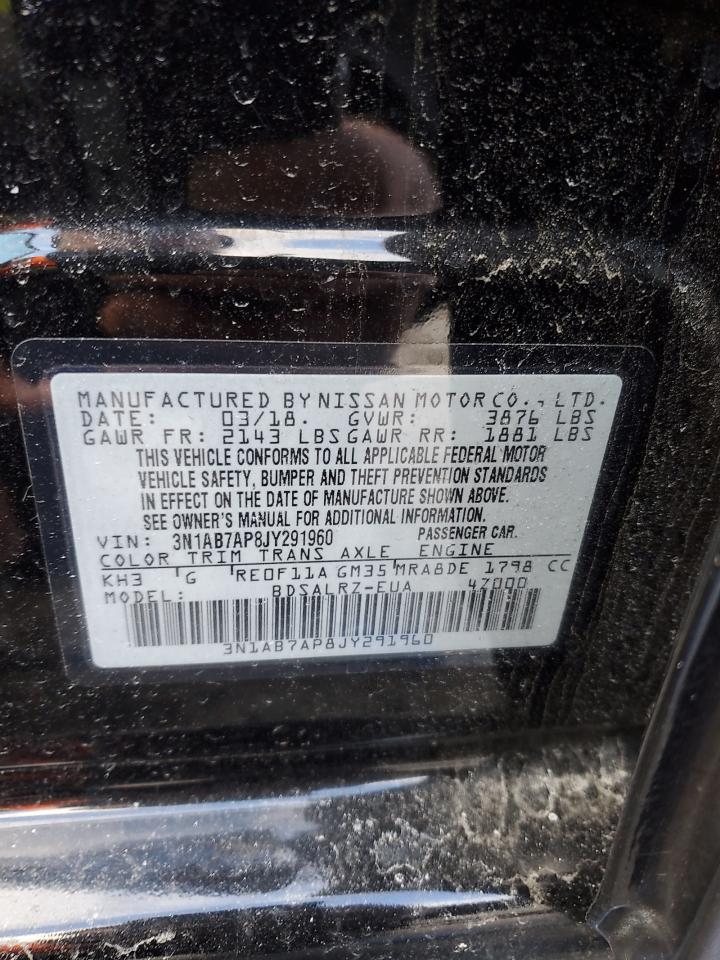 MANUFACTURED BY NISSAN MOTOR CO., LTD.
DATE: 03/18. GVWR: 3876 LBS
GAWR FR: 2143 LBS GAWR RR: 1881 LBS
THIS VEHICLE CONFORMS TO ALL APPLICABLE FEDERAL MOTOR
VEHICLE SAFETY, BUMPER AND THEFT PREVENTION STANDARDS
IN EFFECT ON THE DATE OF MANUFACTURE SHOWN ABOVE.
SEE OWNER'S MANUAL FOR ADDITIONAL INFORMATION.
VIN: 3N1AB7AP8JY291960 PASSENGER CAR.
COLOR TRIM TRANS AXLE ENGINE
KH3 G RE0F11A GM35 MRA8DE 1798 CC
MODEL: BDSALRZ-EUA 47000
3N1AB7AP8JY291960